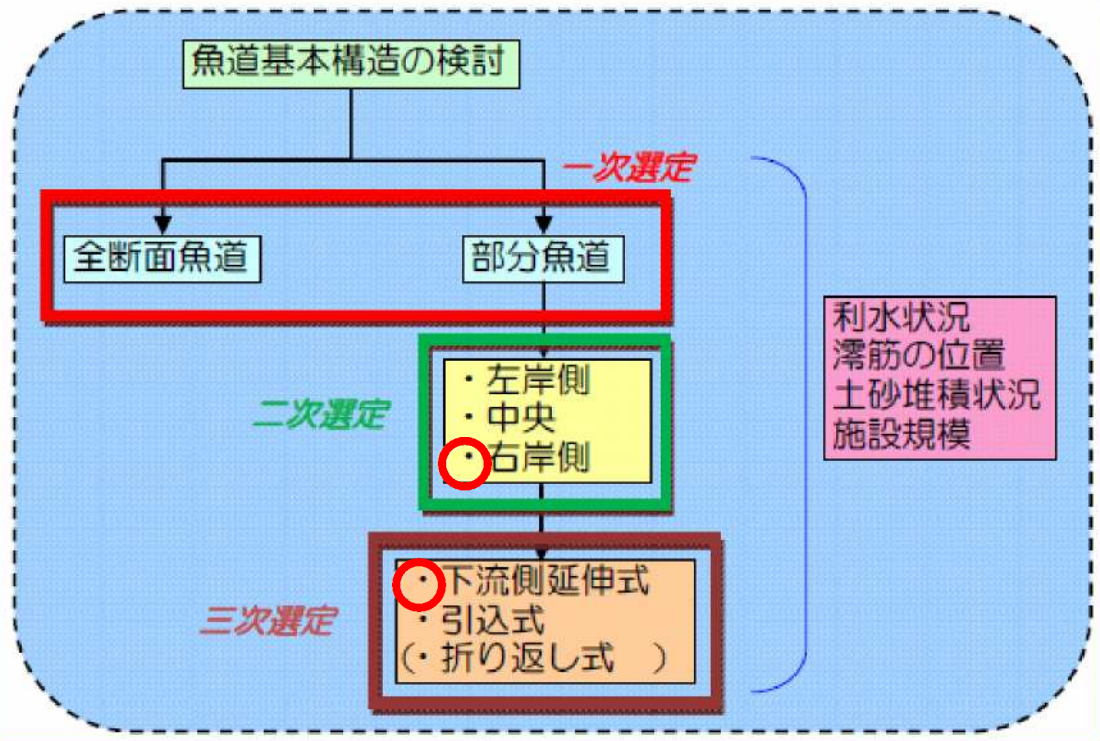 魚道基本構造の検討
一次選定
全断面魚道
部分魚道
二次選定
・左岸側
・中央
・右岸側
三次選定
・下流側延伸式
・引込式
(・折り返し式　)
利水状況
澪筋の位置
土砂堆積状況
施設規模